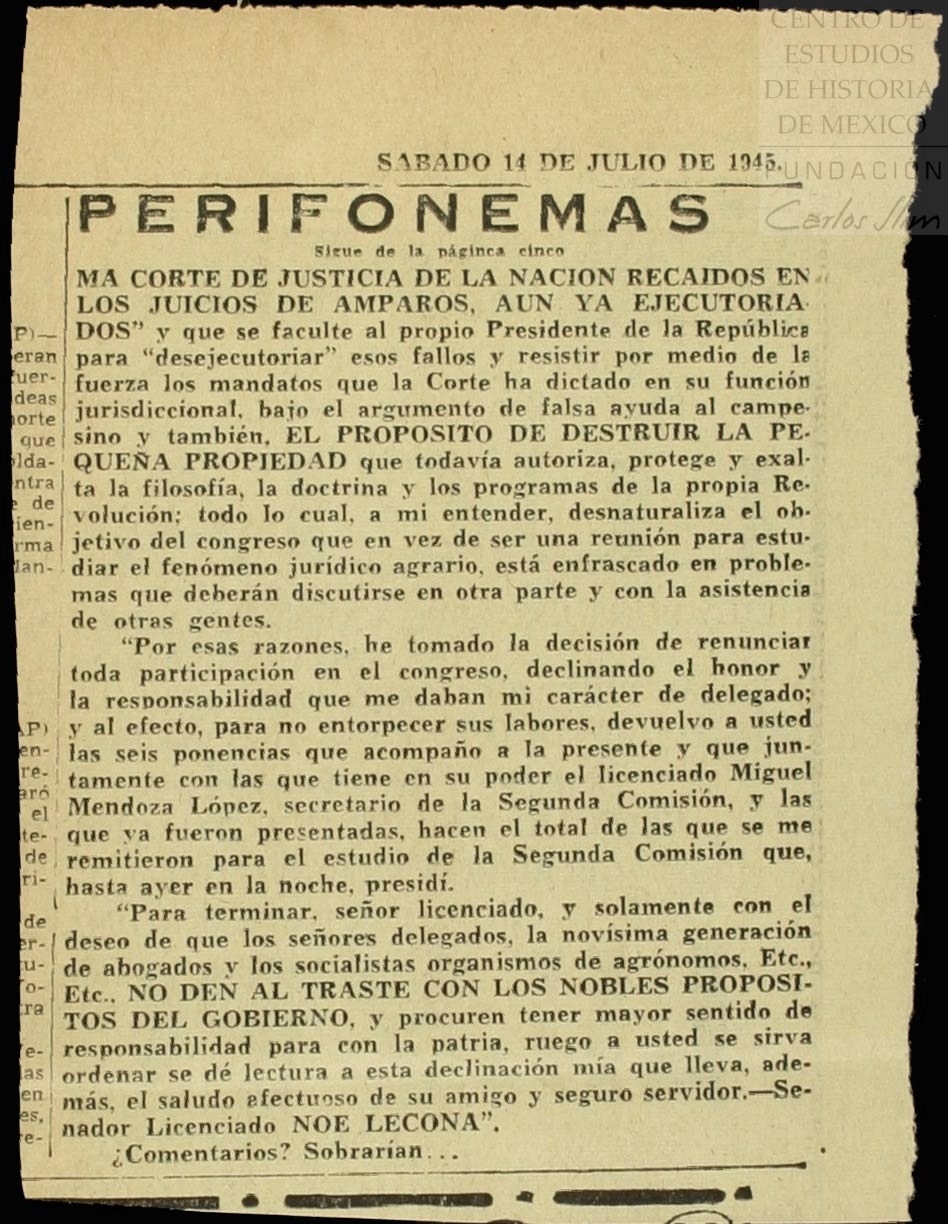 CENTRO DE
ESTUDIOS
DE HISTORIA
DE MEXICO
FUNDACIÓN
Carlos Slim
SABADO 14 DE JULIO DE 1945.
PERIFONEMAS
Sigue de la páginca cinco
MA CORTE DE JUSTICIA DE LA NACION RECAIDOS EN
LOS JUICIOS DE AMPAROS, AUN YA EJECUTORIA-
DOS” y que se faculte al propio Presidente de la República
para “desejecutoriar” esos fallos y resistir por medio de la
fuerza los mandatos que la Corte ha dictado en su función
jurisdiccional, bajo el argumento de falsa ayuda al campe-
sino y también, EL PROPOSITO DE DESTRUIR LA PE-
QUEÑA PROPIEDAD que todavía autoriza, protege y exal-
ta la filosofía, la doctrina y los programas de la propia Re-
volución; todo lo cual, a mi entender, desnaturaliza el ob-
jetivo del congreso que en vez de ser una reunión para estu-
diar el fenómeno jurídico agrario, está enfrascado en proble-
mas que deberán discutirse en otra parte y con la asistencia
de otras gentes.
“Por esas razones, he tomado la decisión de renunciar
toda participación en el congreso, declinando el honor y
la responsabilidad que me daban mi carácter de delegado;
y al efecto, para no entorpecer sus labores, devuelvo a usted
las seis ponencias que acompaño a la presente y que jun-
tamente con las que tiene en su poder el licenciado Miguel
Mendoza López, secretario de la Segunda Comisión, y las
que ya fueron presentadas, hacen el total de las que se me
remitieron para el estudio de la Segunda Comisión que,
hasta ayer en la noche, presidí.
“Para terminar, señor licenciado, y solamente con el
deseo de que los señores delegados, la novísima generación
de abogados y los socialistas organismos de agrónomos, Etc.,
Etc., NO DEN AL TRASTE CON LOS NOBLES PROPOSI-
TOS DEL GOBIERNO, y procuren tener mayor sentido de
responsabilidad para con la patria, ruego a usted se sirva
ordenar se dé lectura a esta declinación mía que lleva, ade-
más, el saludo afectuoso de su amigo y seguro servidor.—Se-
nador Licenciado NOE LECONA”.
¿Comentarios? Sobrarían...